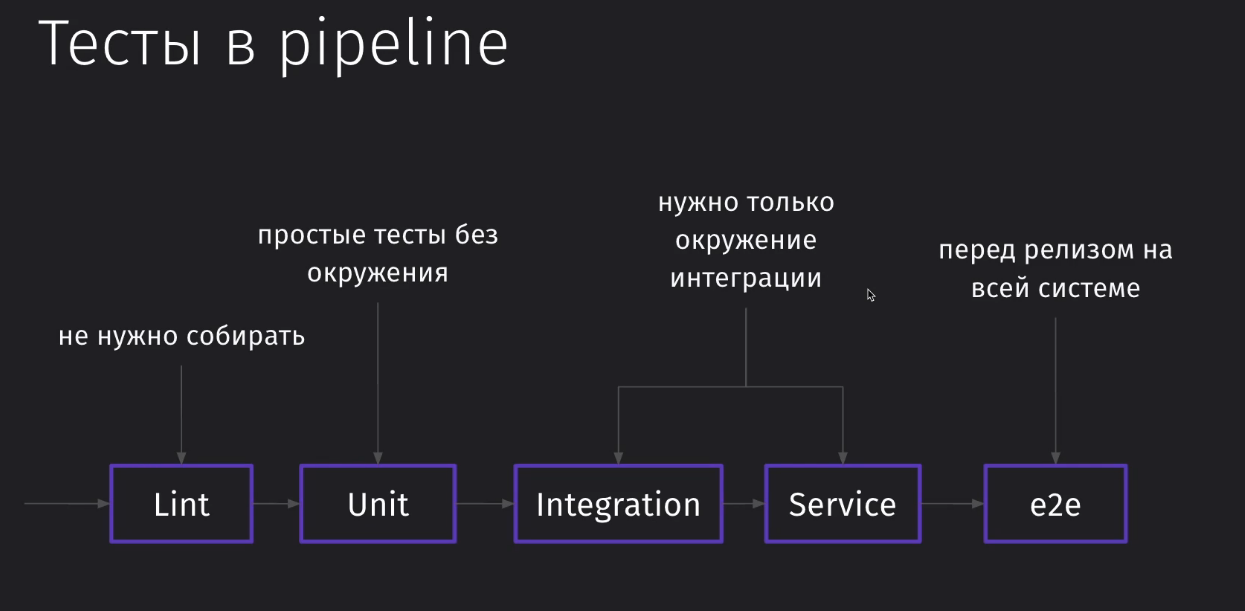 Тесты в pipeline
нужно только
окружение
интеграции
простые тесты без
окружения
перед релизом на
всей системе
не нужно собирать
Lint
Unit
Integration
Service
e2e